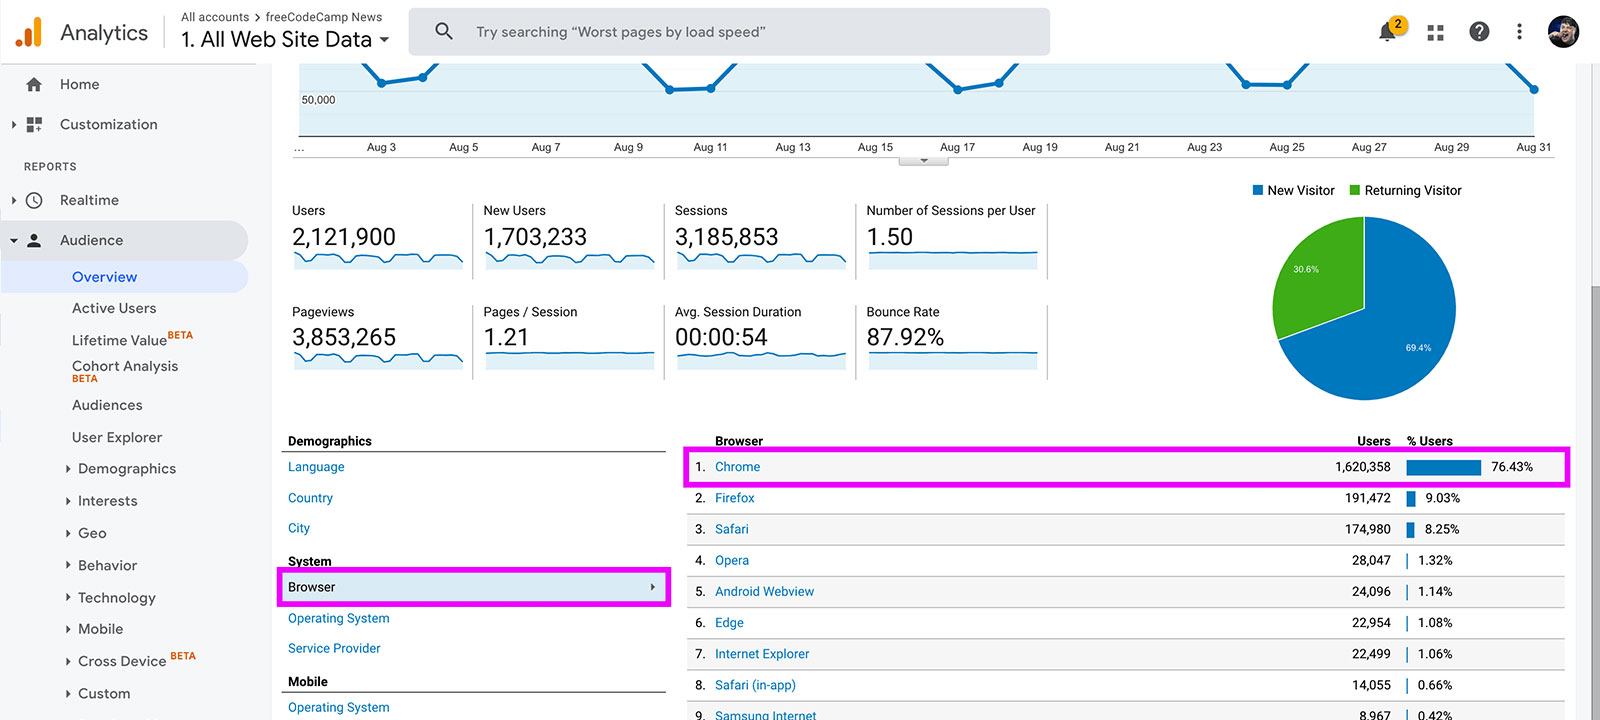 Analytics
All accounts > freeCodeCamp News
1. All Web Site Data
Try searching “Worst pages by load speed”
2
Home
Customization
REPORTS
Realtime
Audience
Overview
Active Users
Lifetime Value BETA
Cohort Analysis
BETA
Audiences
User Explorer
Demographics
Interests
Geo
Behavior
Technology
Mobile
Cross Device BETA
Custom
50,000
... Aug 3 Aug 5 Aug 7 Aug 9 Aug 11 Aug 13 Aug 15 Aug 17 Aug 19 Aug 21 Aug 23 Aug 25 Aug 27 Aug 29 Aug 31
New Visitor Returning Visitor
30.6%
69.4%
Users New Users Sessions Number of Sessions per User
2,121,900 1,703,233 3,185,853 1.50
Pageviews Pages / Session Avg. Session Duration Bounce Rate
3,853,265 1.21 00:00:54 87.92%
Demographics
Language
Country
City
System
Browser
Operating System
Service Provider
Mobile
Operating System
Browser Users % Users
1. Chrome 1,620,358 76.43%
2. Firefox 191,472 9.03%
3. Safari 174,980 8.25%
4. Opera 28,047 1.32%
5. Android Webview 24,096 1.14%
6. Edge 22,954 1.08%
7. Internet Explorer 22,499 1.06%
8. Safari (in-app) 14,055 0.66%
9. Samsung Internet 8,967 0.42%